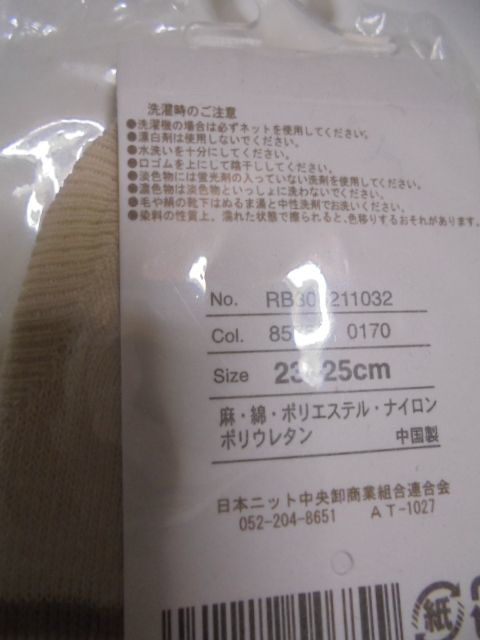 洗濯時のご注意
●洗濯機の場合は必ずネットを使用してください。
●漂白剤は使用しないでください。
●水洗いを十分にしてください。
●口ゴムを上にして陰干ししてください。
●淡色物には蛍光剤の入っていない洗剤を使用してください。
●濃色物は淡色物といっしょに洗わないでください。
●毛や絹の靴下はぬるま湯と中性洗剤でお洗いください。
●染料の性質上、濡れた状態で擦られると、色移りするおそれがあります。
No.
Col. 0170
Size 23-25cm
麻・綿・ポリエステル・ナイロン
ポリウレタン 中国製
日本ニット中央卸商業組合連合会
052-204-8651 AT-1027
紙